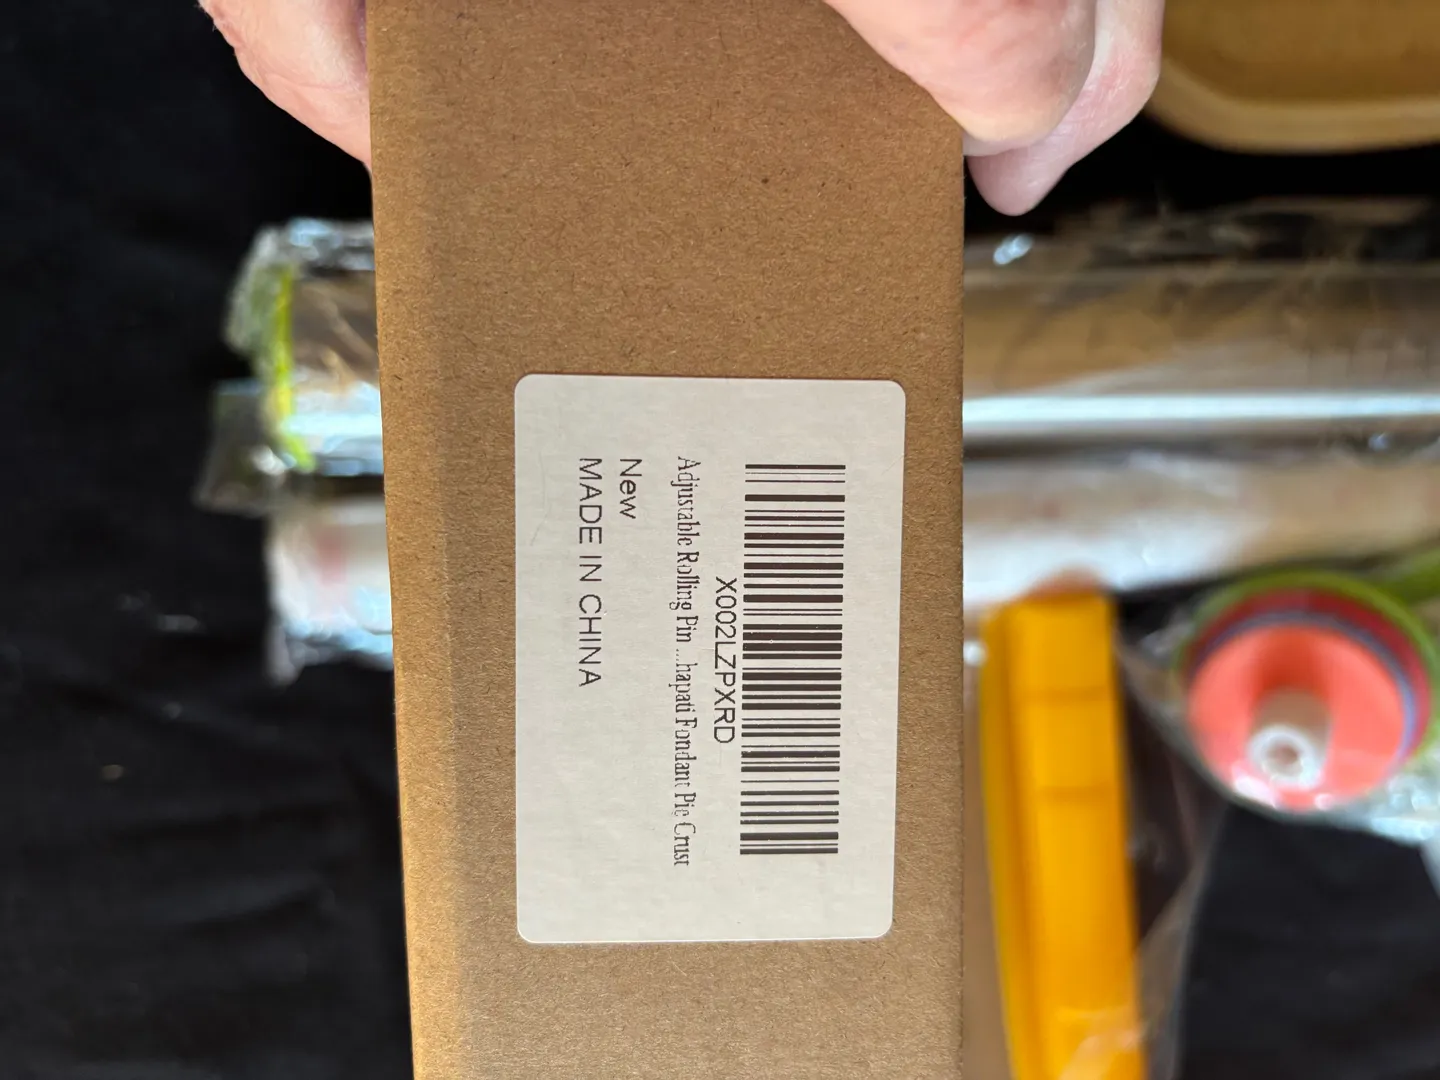 X002LZPXRD
Adjustable Rolling Pin ...hapati Fondant Pie Crust
New
MADE IN CHINA